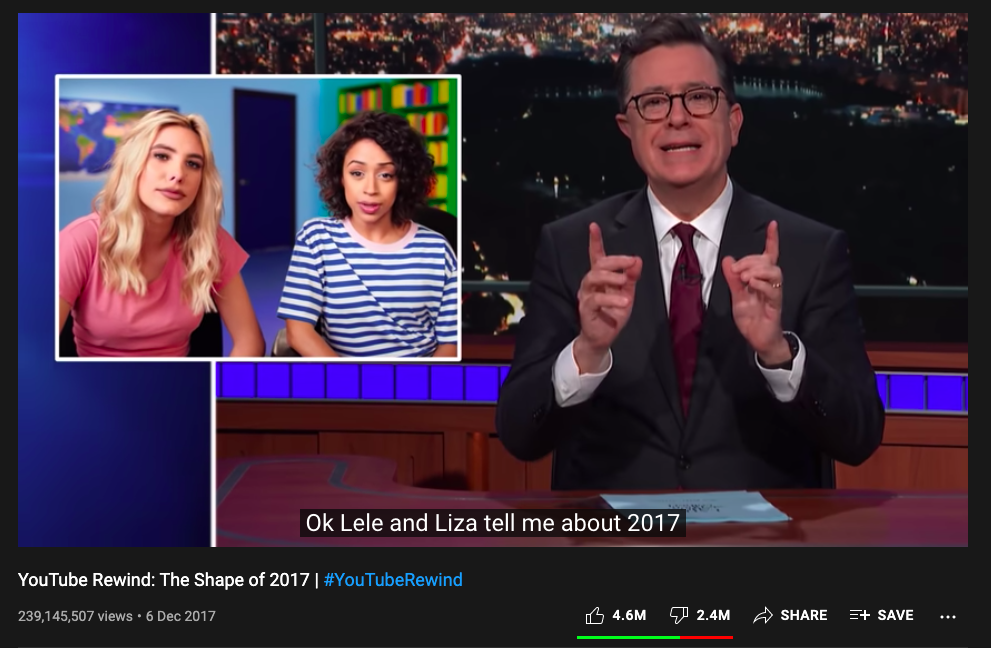 Ok Lele and Liza tell me about 2017
YouTube Rewind: The Shape of 2017 | #YouTubeRewind
239,145,507 views • 6 Dec 2017
4.6M
2.4M
SHARE
SAVE